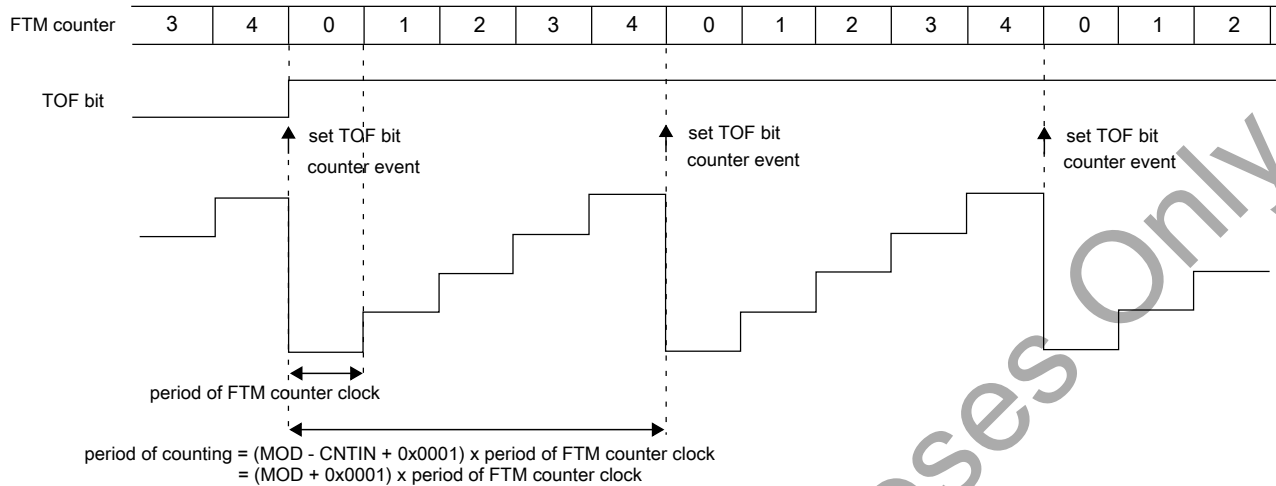 FTM counter 3 4 0 1 2 3 4 0 1 2 3 4 0 1 2
TOF bit
set TOF bit
counter event
set TOF bit
counter event
set TOF bit
counter event
period of FTM counter clock
period of counting = (MOD - CNTIN + 0x0001) x period of FTM counter clock
= (MOD + 0x0001) x period of FTM counter clock
ses Only